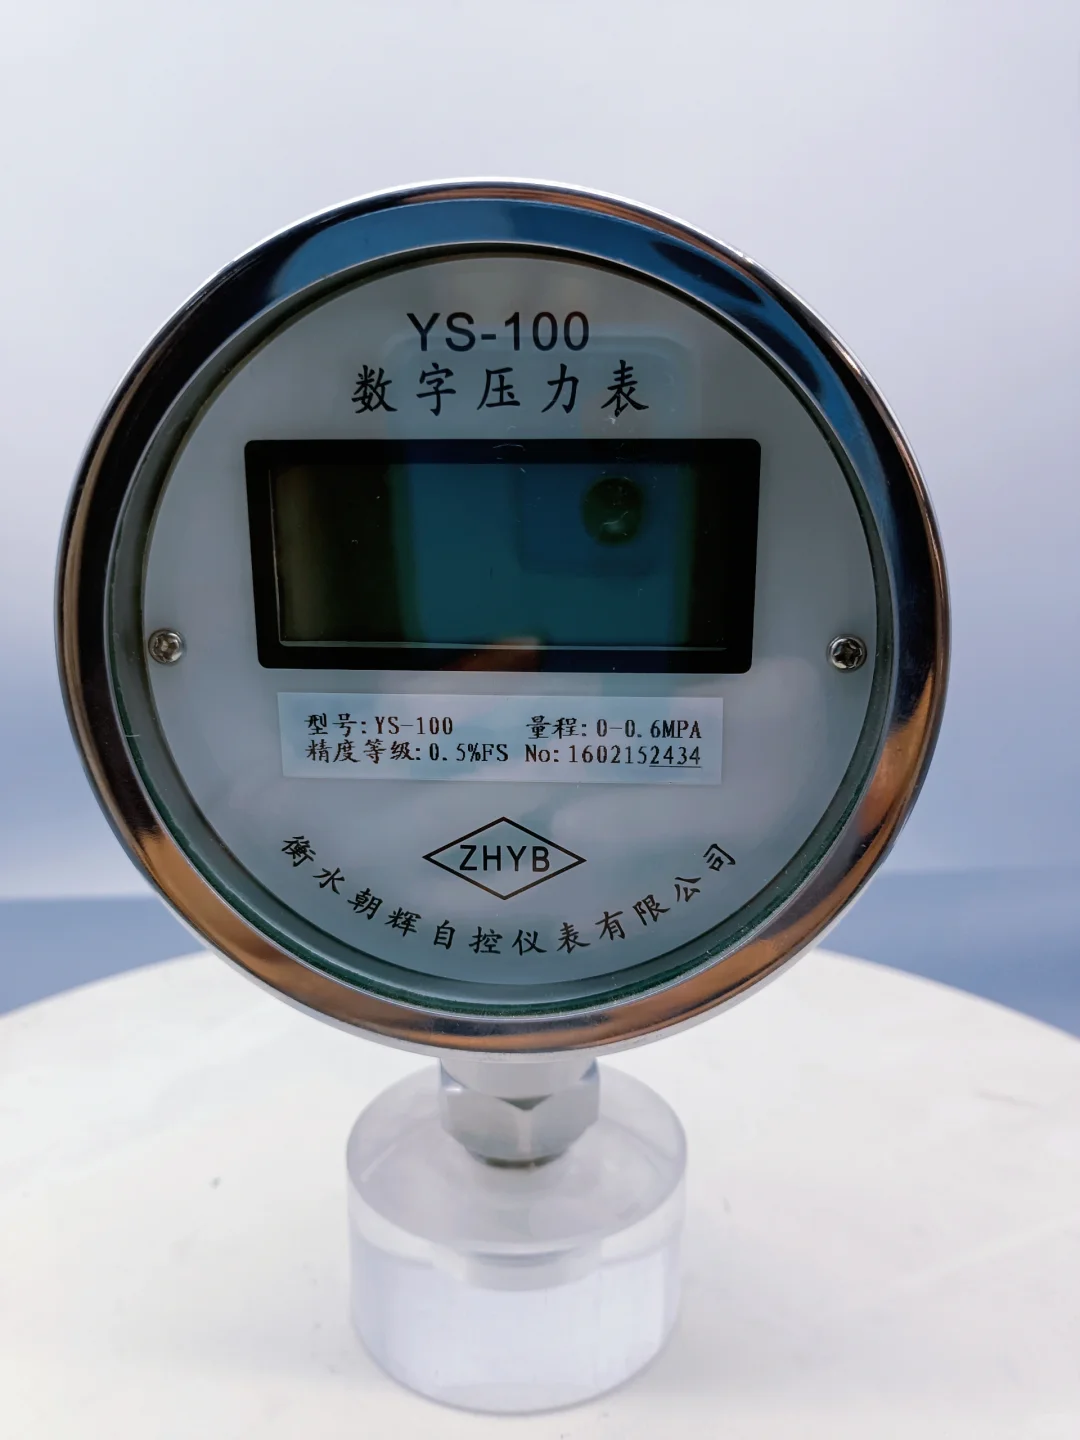 YS-100
数字压力表
型号:YS-100 量程:0-0.6MPA
精度等级:0.5%FS No:1602152434
ZHYB
衡水朝辉自控仪表有限公司